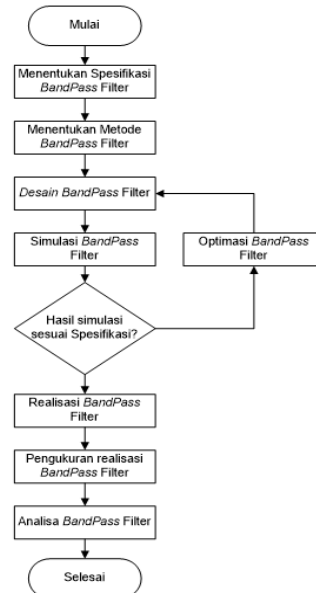 Mulai
Menentukan Spesifikasi
BandPass Filter
Menentukan Metode
BandPass Filter
Desain BandPass Filter
Simulasi BandPass
Filter
Optimasi BandPass
Filter
Hasil simulasi
sesuai Spesifikasi?
Realisasi BandPass
Filter
Pengukuran realisasi
BandPass Filter
Analisa BandPass Filter
Selesai